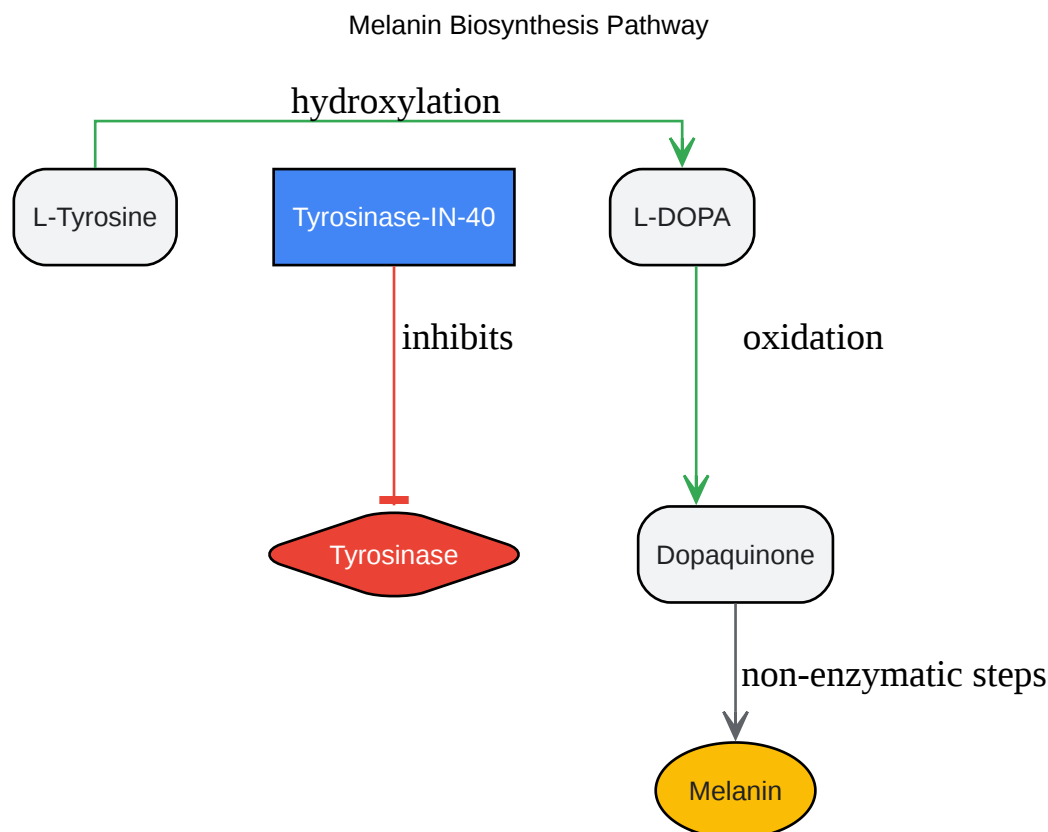 Melanin Biosynthesis Pathway
hydroxylation
L-Tyrosine
Tyrosinase-IN-40
L-DOPA
inhibits
oxidation
Tyrosinase
Dopaquinone
non-enzymatic steps
Melanin